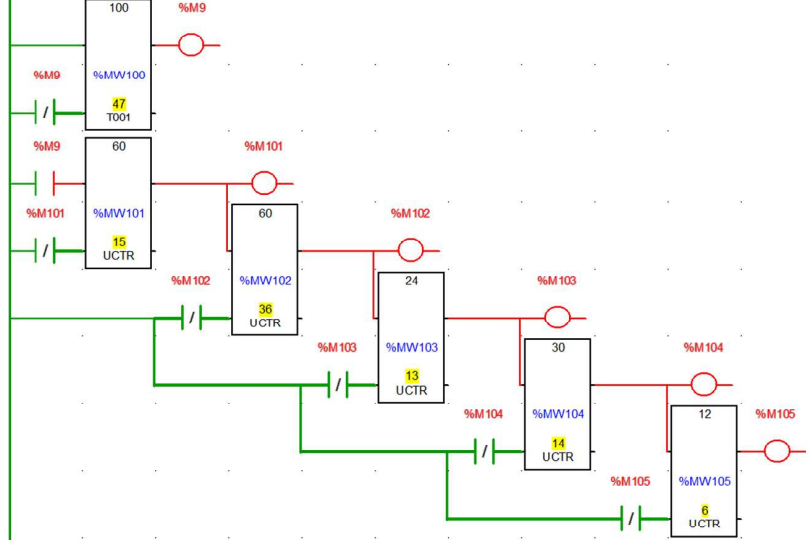 100
%M9
%MW100
%M9
47
T001
60
%M9
%M101
%MW101
%M101
15
UCTR
60
%M102
%M102
%MW102
36
UCTR
24
%M103
%M103
%MW103
13
UCTR
30
%M104
%M104
%MW104
14
UCTR
12
%M105
%M105
%MW105
6
UCTR